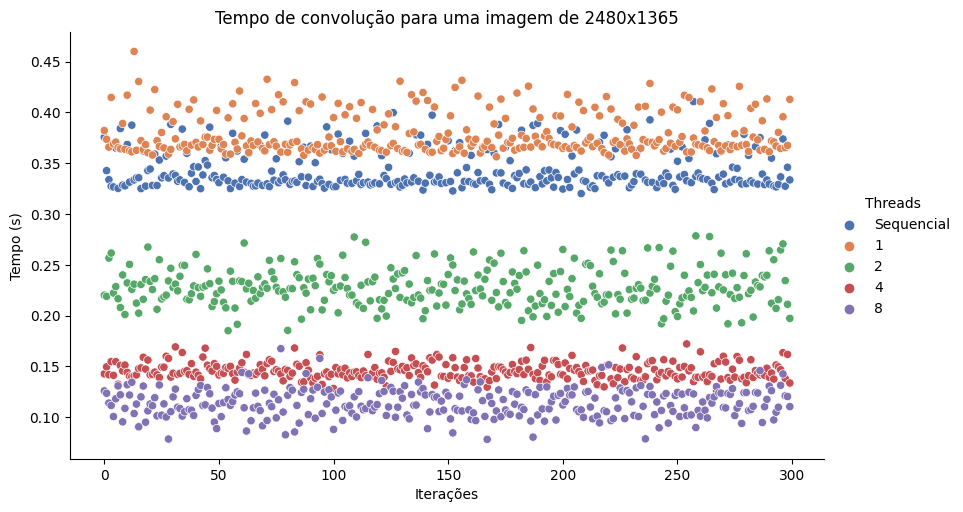 Tempo de convolução para uma imagem de 2480x1365
0.45
0.40
0.35
0.30
0.25
0.20
0.15
0.10
Tempo (s)
0 50 100 150 200 250 300
Iterações
Threads
Sequencial
1
2
4
8